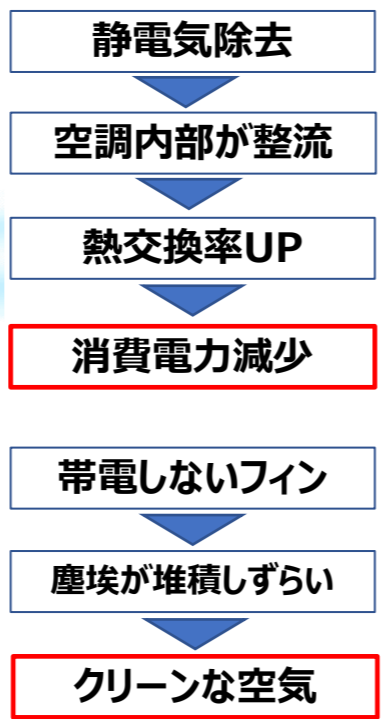 静電気除去
空調内部が整流
熱交換率UP
消費電力減少
帯電しないフィン
塵埃が堆積しずらい
クリーンな空気